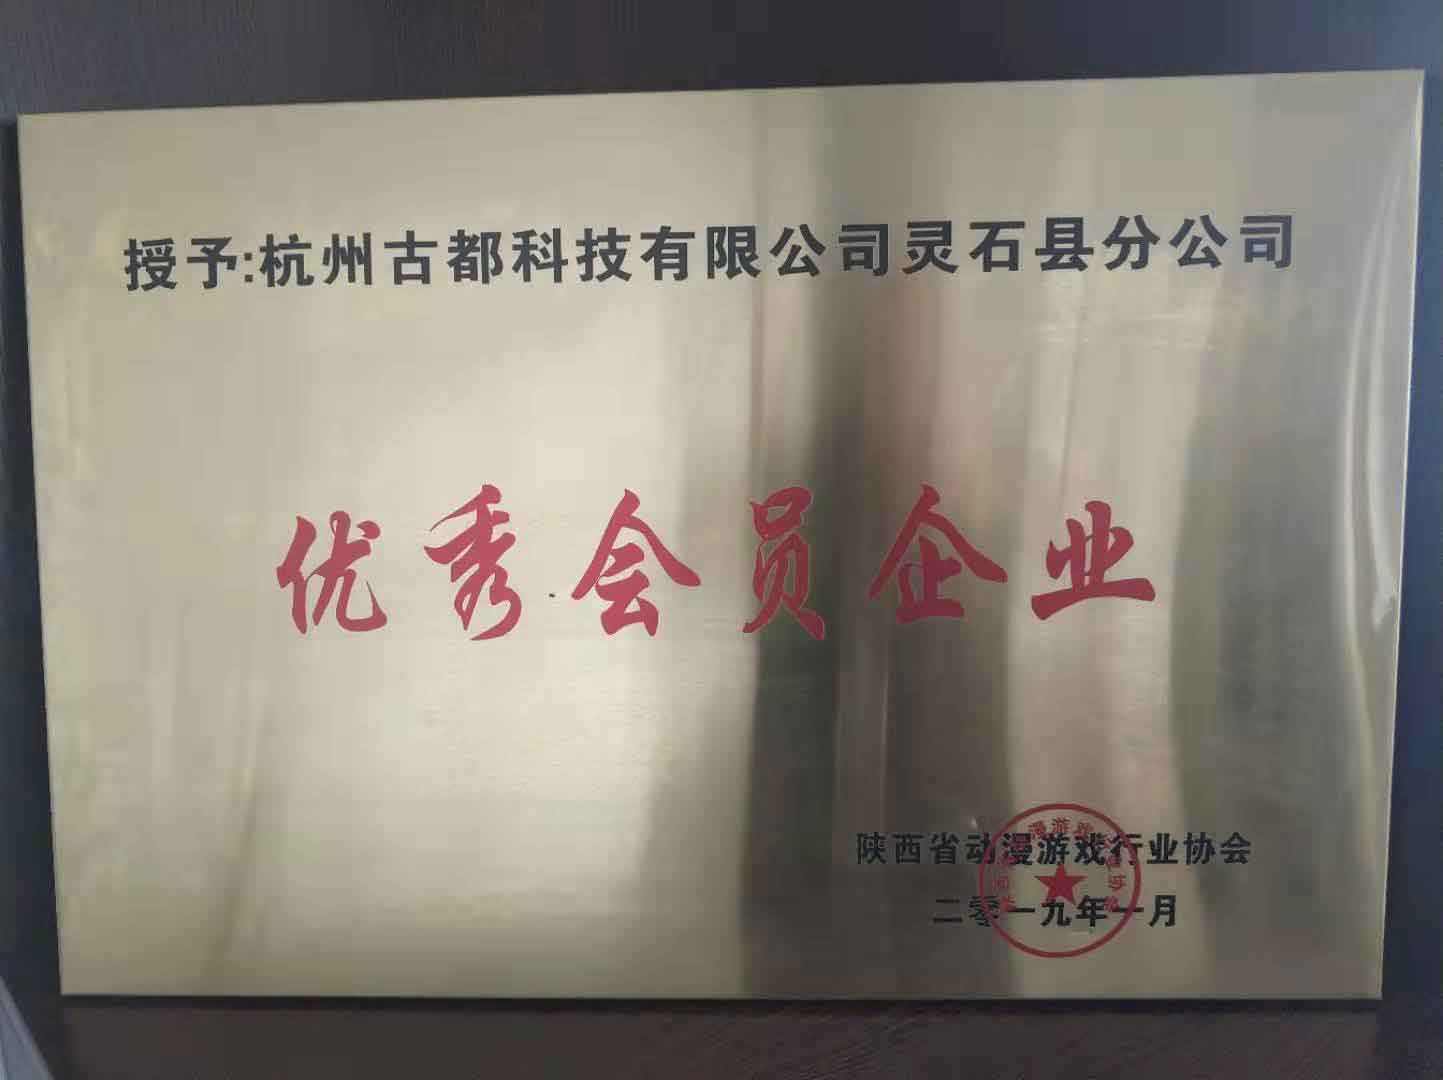 授予:杭州古都科技有限公司灵石县分公司
优秀会员企业
陕西省动漫游戏行业协会
二零一九年一月